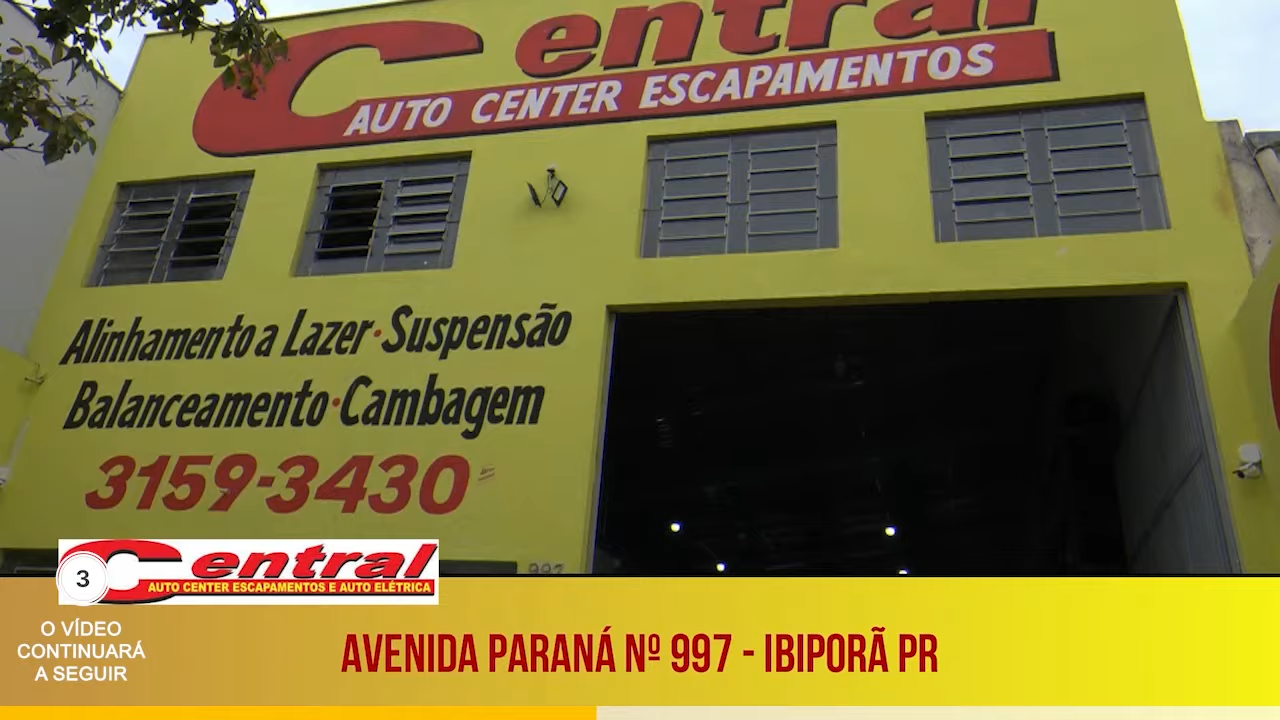 Central
AUTO CENTER ESCAPAMENTOS
Alinhamento a Lazer·Suspensão
Balanceamento·Cambagem
3159-3430
997
Central
AUTO CENTER ESCAPAMENTOS E AUTO ELÉTRICA
3
O VÍDEO
CONTINUARÁ
A SEGUIR
AVENIDA PARANÁ Nº 997 - IBIPORÃ PR